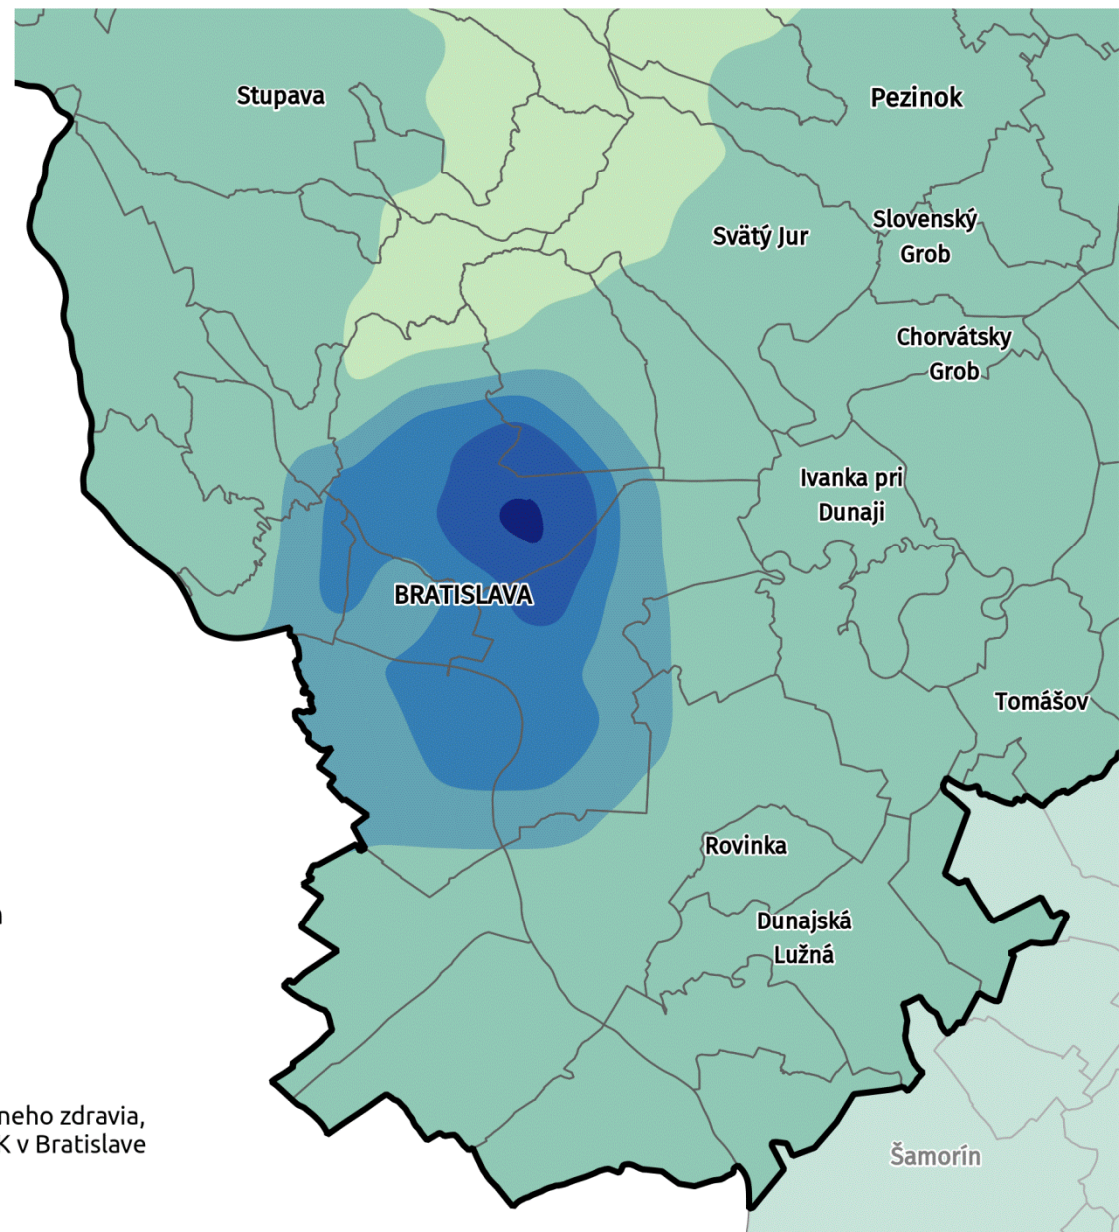 Stupava
Pezinok
Slovenský
Grob
Svätý Jur
Chorvátsky
Grob
Ivanka pri
Dunaji
BRATISLAVA
Tomášov
Rovinka
Dunajská
Lužná
neho zdravia,
K v Bratislave
Šamorín